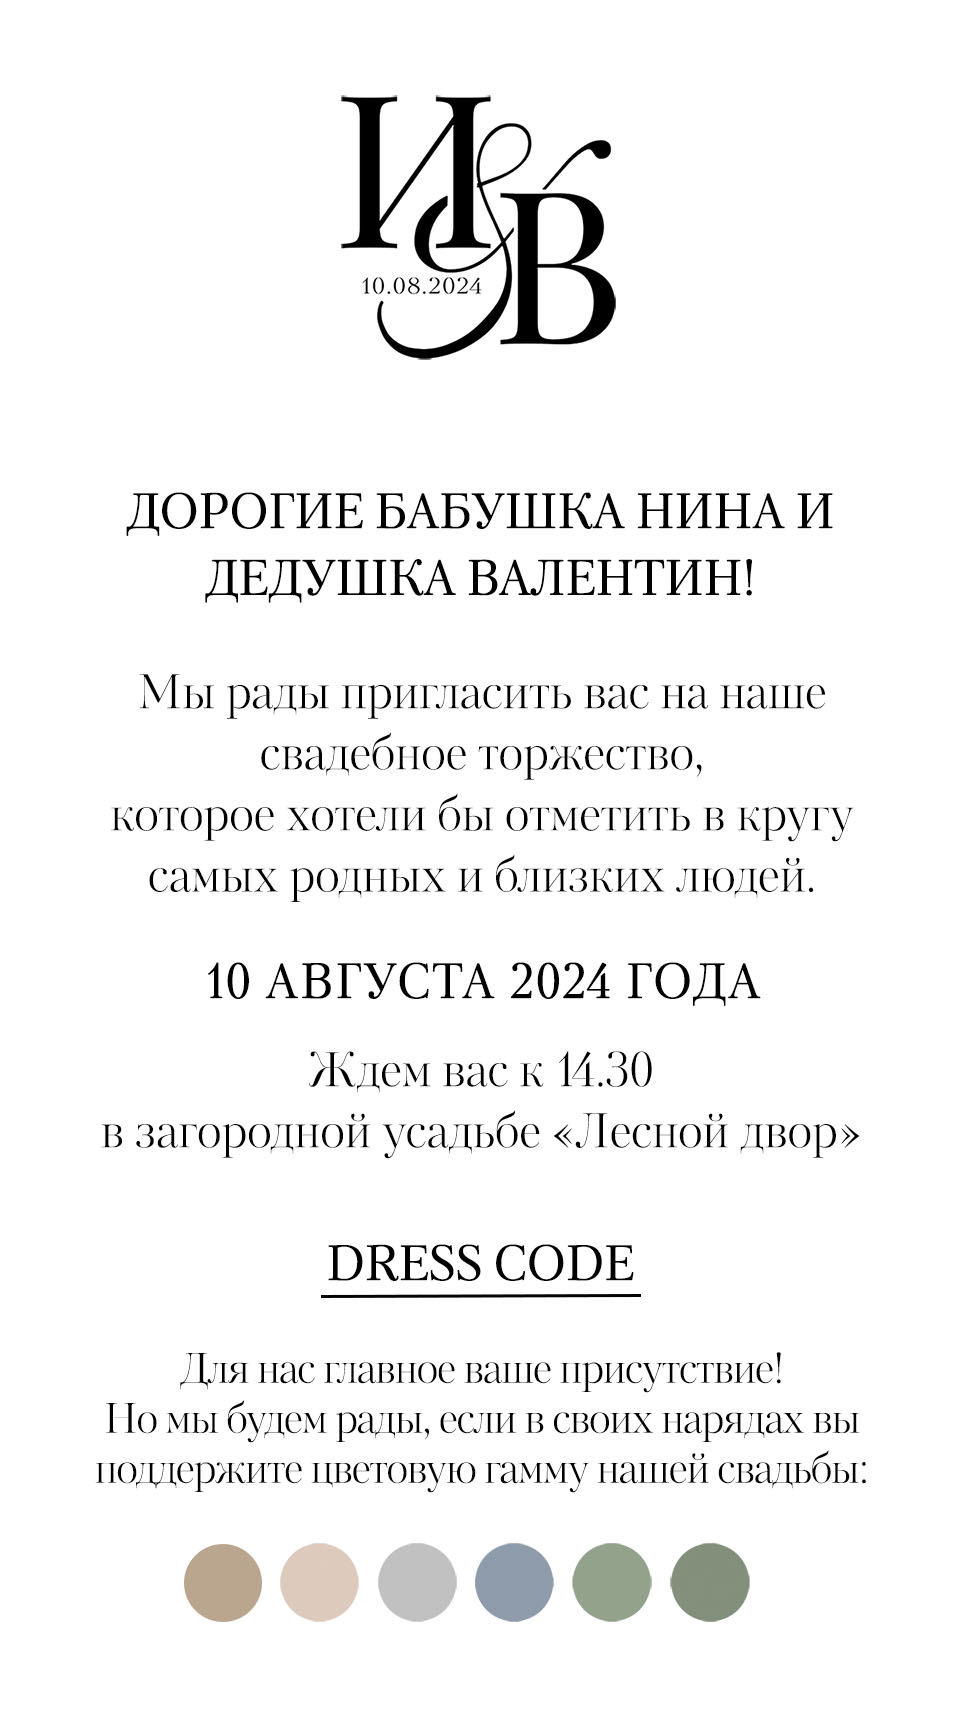 И&В
10.08.2024
ДОРОГИЕ БАБУШКА НИНА И
ДЕДУШКА ВАЛЕНТИН!
Мы рады пригласить вас на наше
свадебное торжество,
которое хотели бы отметить в кругу
самых родных и близких людей.
10 АВГУСТА 2024 ГОДА
Ждем вас к 14.30
в загородной усадьбе «Лесной двор»
DRESS CODE
Для нас главное ваше присутствие!
Но мы будем рады, если в своих нарядах вы
поддержите цветовую гамму нашей свадьбы: